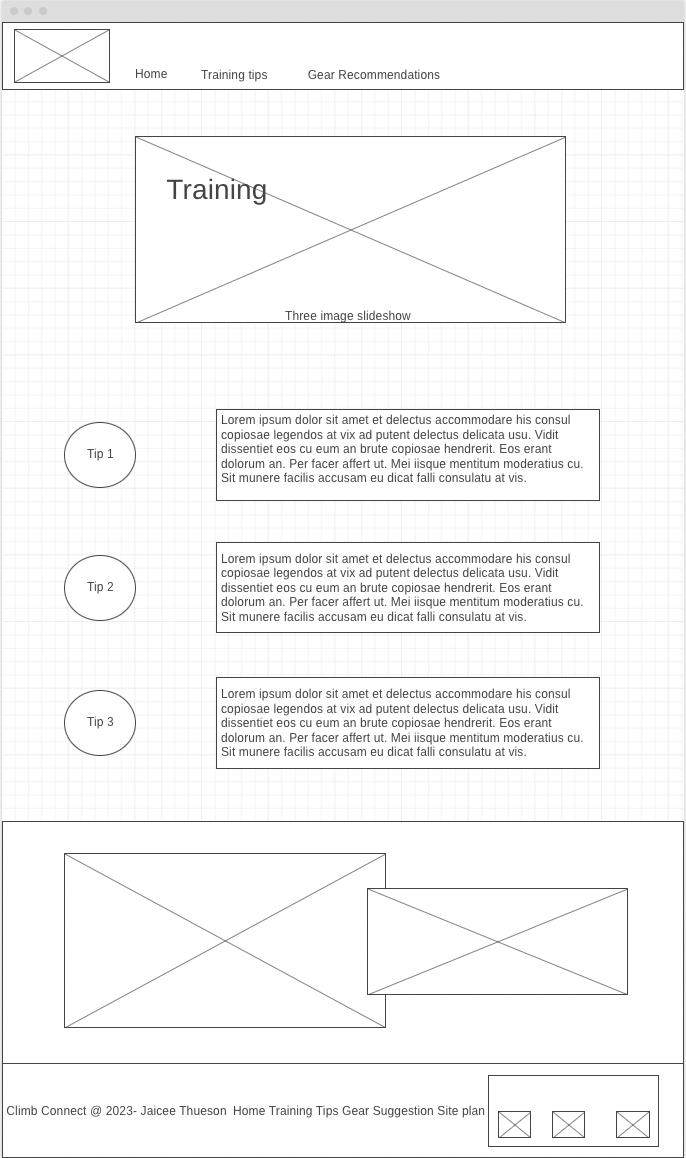 Home Training tips Gear Recommendations
Training
Three image slideshow
Tip 1
Lorem ipsum dolor sit amet et delectus accommodare his consul
copiosae legendos at vix ad putent delectus delicata usu. Vidit
dissentiet eos cu eum an brute copiosae hendrerit. Eos erant
dolorum an. Per facer affert ut. Mei iisque mentitum moderatius cu.
Sit munere facilis accusam eu dicat falli consulatu at vis.
Tip 2
Lorem ipsum dolor sit amet et delectus accommodare his consul
copiosae legendos at vix ad putent delectus delicata usu. Vidit
dissentiet eos cu eum an brute copiosae hendrerit. Eos erant
dolorum an. Per facer affert ut. Mei iisque mentitum moderatius cu.
Sit munere facilis accusam eu dicat falli consulatu at vis.
Tip 3
Lorem ipsum dolor sit amet et delectus accommodare his consul
copiosae legendos at vix ad putent delectus delicata usu. Vidit
dissentiet eos cu eum an brute copiosae hendrerit. Eos erant
dolorum an. Per facer affert ut. Mei iisque mentitum moderatius cu.
Sit munere facilis accusam eu dicat falli consulatu at vis.
Climb Connect @ 2023- Jaicee Thueson Home Training Tips Gear Suggestion Site plan